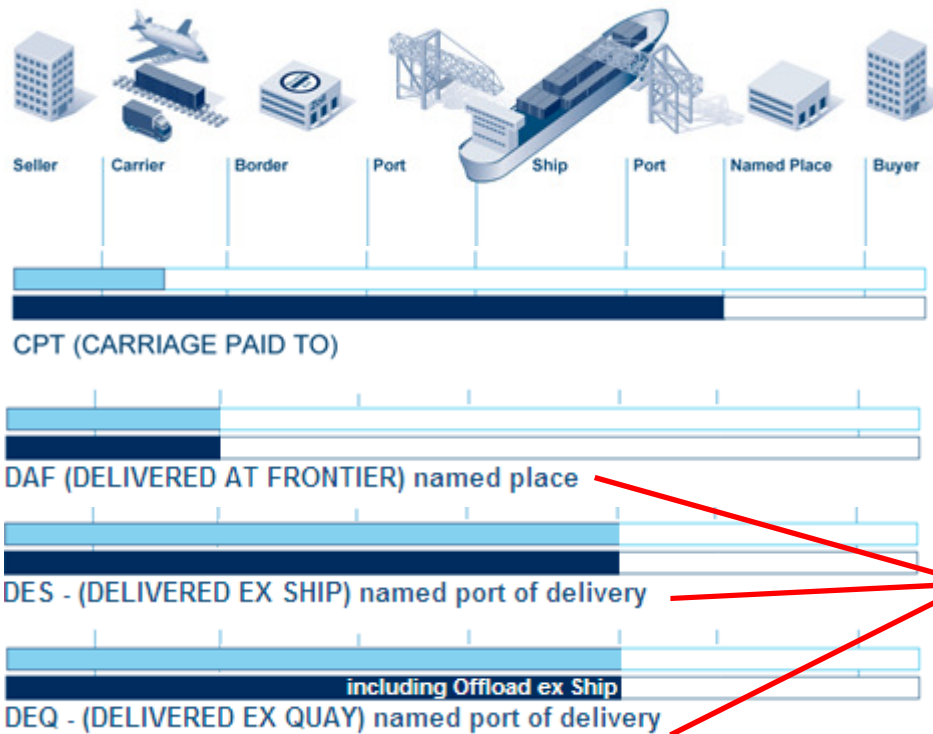 Seller Carrier Border Port Ship Port Named Place Buyer
CPT (CARRIAGE PAID TO)
DAF (DELIVERED AT FRONTIER) named place
DES - (DELIVERED EX SHIP) named port of delivery
including Offload ex Ship
DEQ - (DELIVERED EX QUAY) named port of delivery